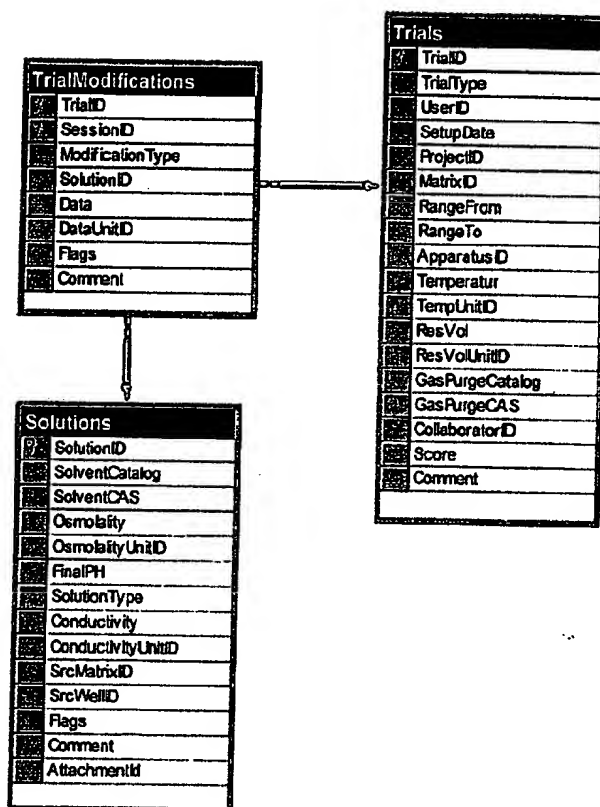 TrialModifications
TrialID
SessionID
ModificationType
SolutionID
Data
DataUnitID
Flags
Comment
Trials
TrialID
TrialType
UserID
SetupDate
ProjectID
MatrixID
RangeFrom
RangeTo
ApparatusID
Temperatur
TempUnitID
ResVol
ResVolUnitID
GasPurgeCatalog
GasPurgeCAS
CollaboratorID
Score
Comment
Solutions
SolutionID
SolventCatalog
SolventCAS
Osmolality
OsmolalityUnitID
FinalPH
SolutionType
Conductivity
ConductivityUnitID
SrcMatrixID
SrcWellID
Flags
Comment
AttachmentId